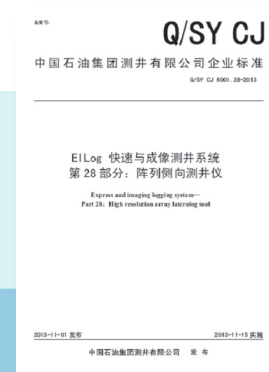 备案号：
Q/SY CJ
中国石油集团测井有限公司企业标准
Q/SY CJ 6001.28-2013
EILog 快速与成像测井系统
第 28 部分：阵列侧向测井仪
Express and imaging logging system—
Part 28：High resolution array laterolog tool
2013-11-01 发布
2013-11-15 实施
中国石油集团测井有限公司 发 布